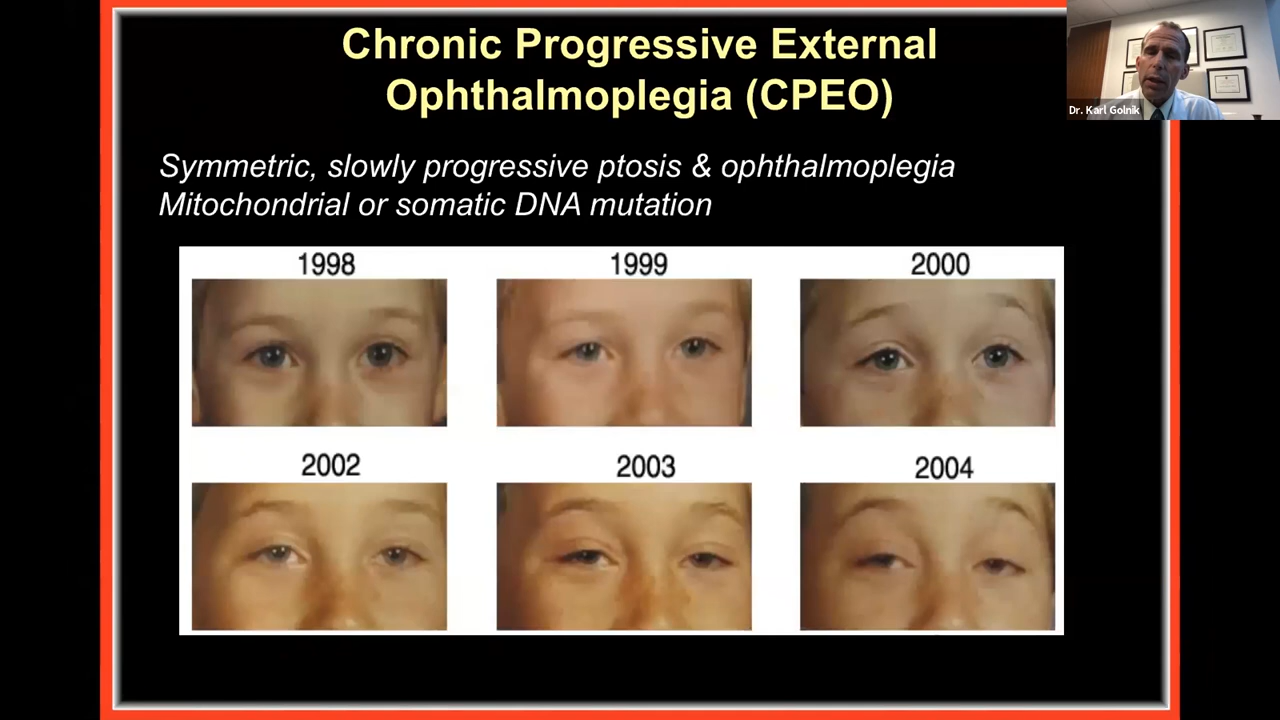 Chronic Progressive External
Ophthalmoplegia (CPEO)
Dr. Karl Golnik
Symmetric, slowly progressive ptosis & ophthalmoplegia
Mitochondrial or somatic DNA mutation
1998
1999
2000
2002
2003
2004